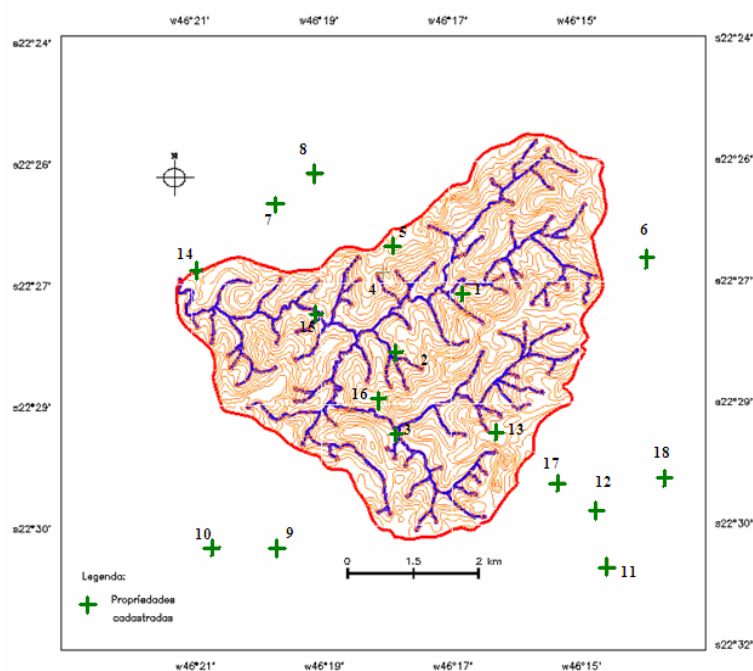 w46°21' w46°19' w46°17' w46°15'
s22°24' s22°24'
N
8
s22°26' s22°26'
7
6
5
14
4
1
s22°27 s22°27'
15
2
16
s22°29' s22°29'
3
13
17
12
18
s22°30' s22°30'
10
9
11
0 1.5 2 km
Legenda:
Propriedades
cadastradas
s22°32'
w46°21' w46°19' w46°17' w46°15'